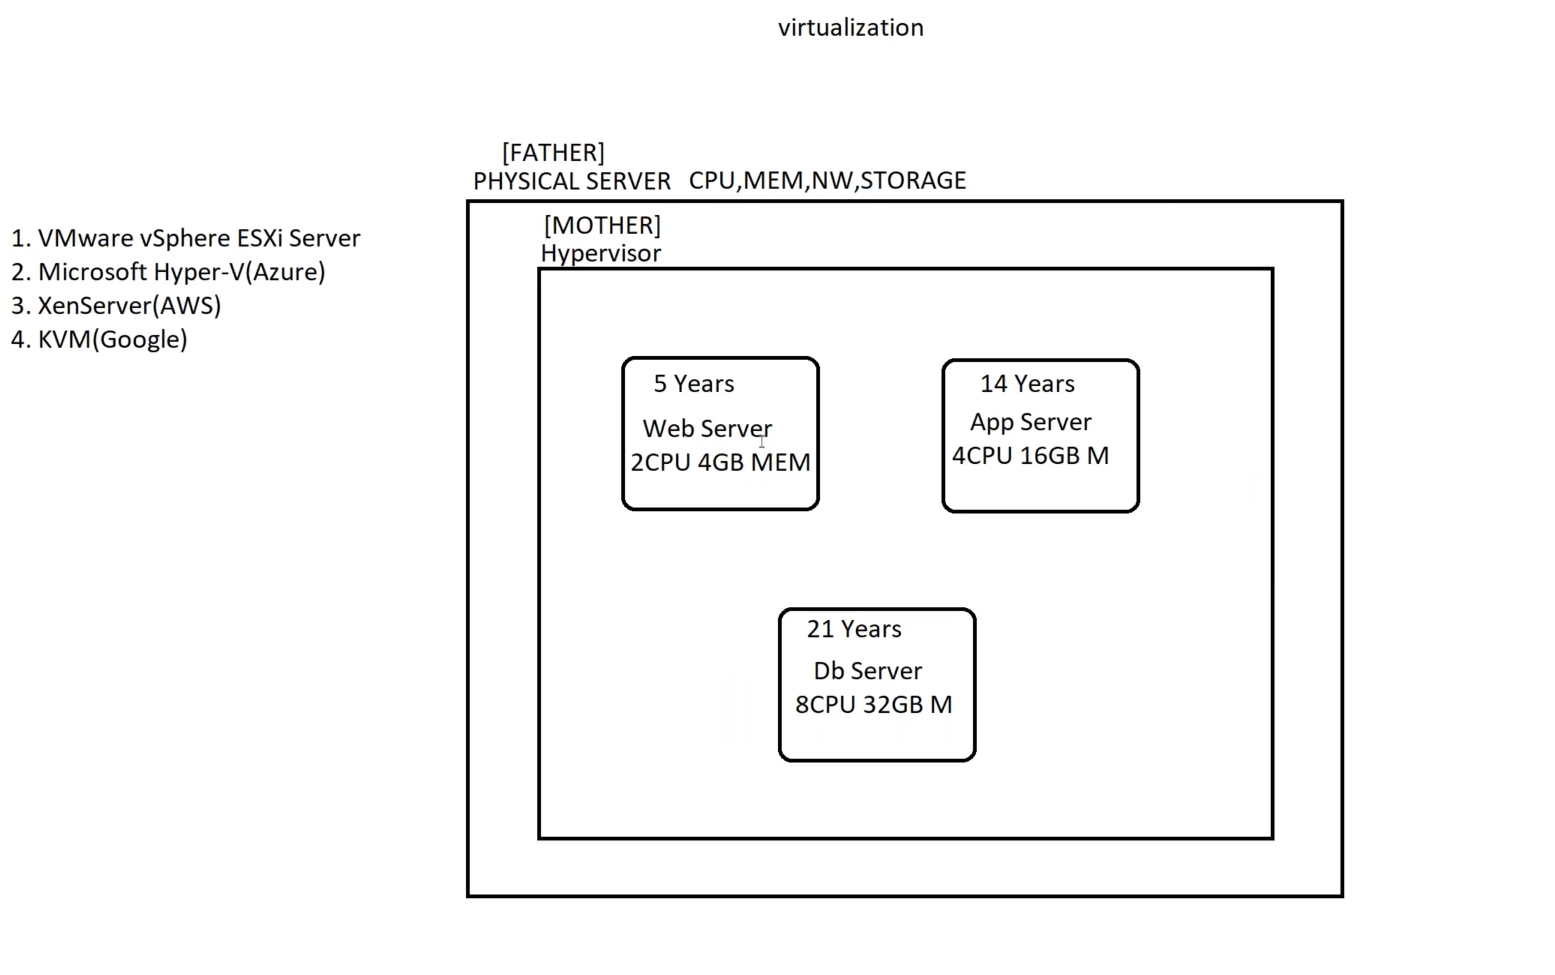 virtualization
[FATHER]
PHYSICAL SERVER CPU,MEM,NW,STORAGE
[MOTHER]
Hypervisor
1. VMware vSphere ESXi Server
2. Microsoft Hyper-V(Azure)
3. XenServer(AWS)
4. KVM(Google)
5 Years
Web Server
2CPU 4GB MEM
14 Years
App Server
4CPU 16GB M
21 Years
Db Server
8CPU 32GB M